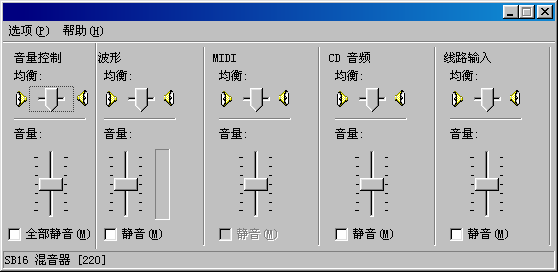 选项(P) 帮助(H)
音量控制 波形 MIDI CD 音频 线路输入
均衡: 均衡: 均衡: 均衡: 均衡:
音量: 音量: 音量: 音量: 音量:
全部静音(M) 静音(M) 静音(M) 静音(M) 静音(M)
SB16 混音器 [220]